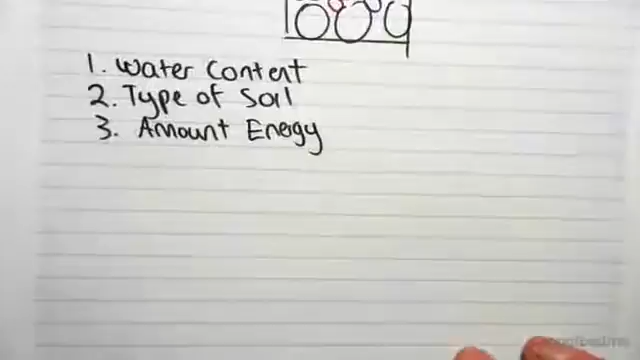 1. Water Content
2. Type of Soil
3. Amount Energy